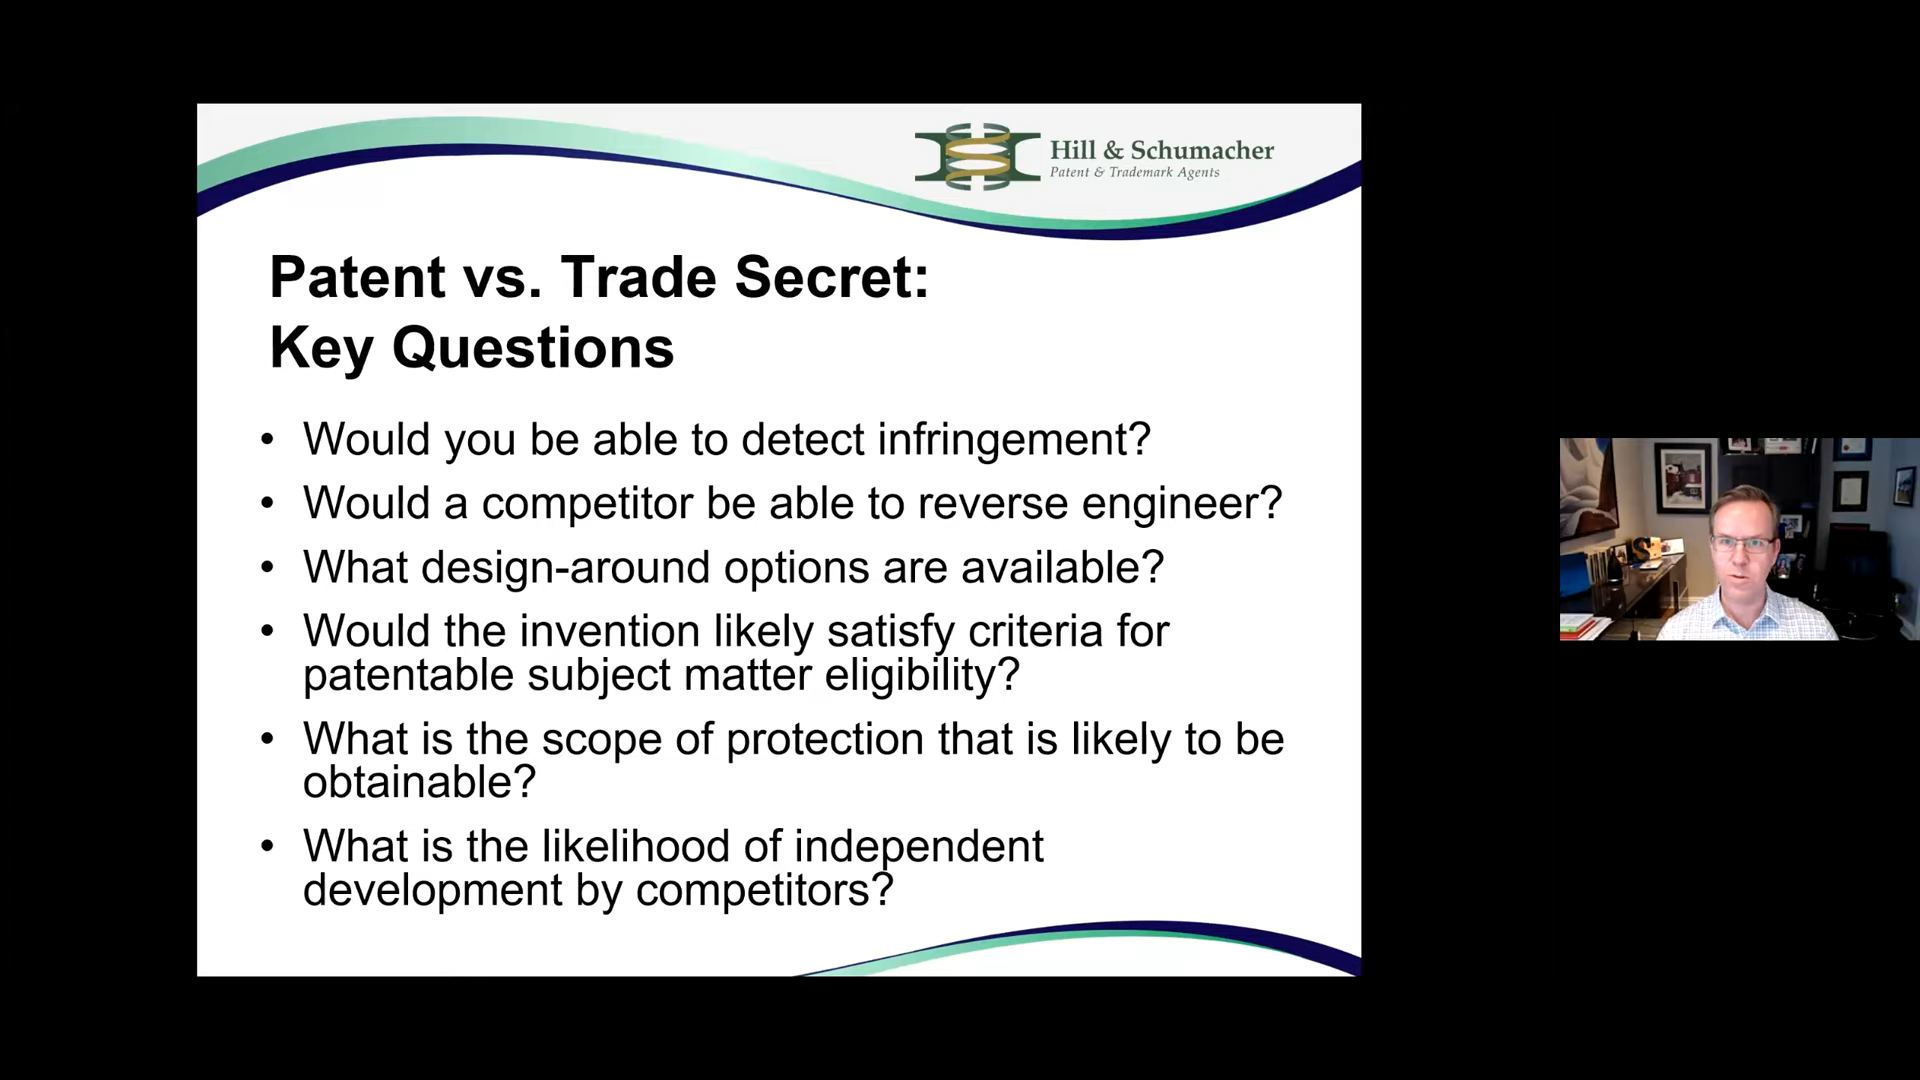 Hill & Schumacher
Patent & Trademark Agents
Patent vs. Trade Secret:
Key Questions
• Would you be able to detect infringement?
• Would a competitor be able to reverse engineer?
• What design-around options are available?
• Would the invention likely satisfy criteria for
patentable subject matter eligibility?
• What is the scope of protection that is likely to be
obtainable?
• What is the likelihood of independent
development by competitors?